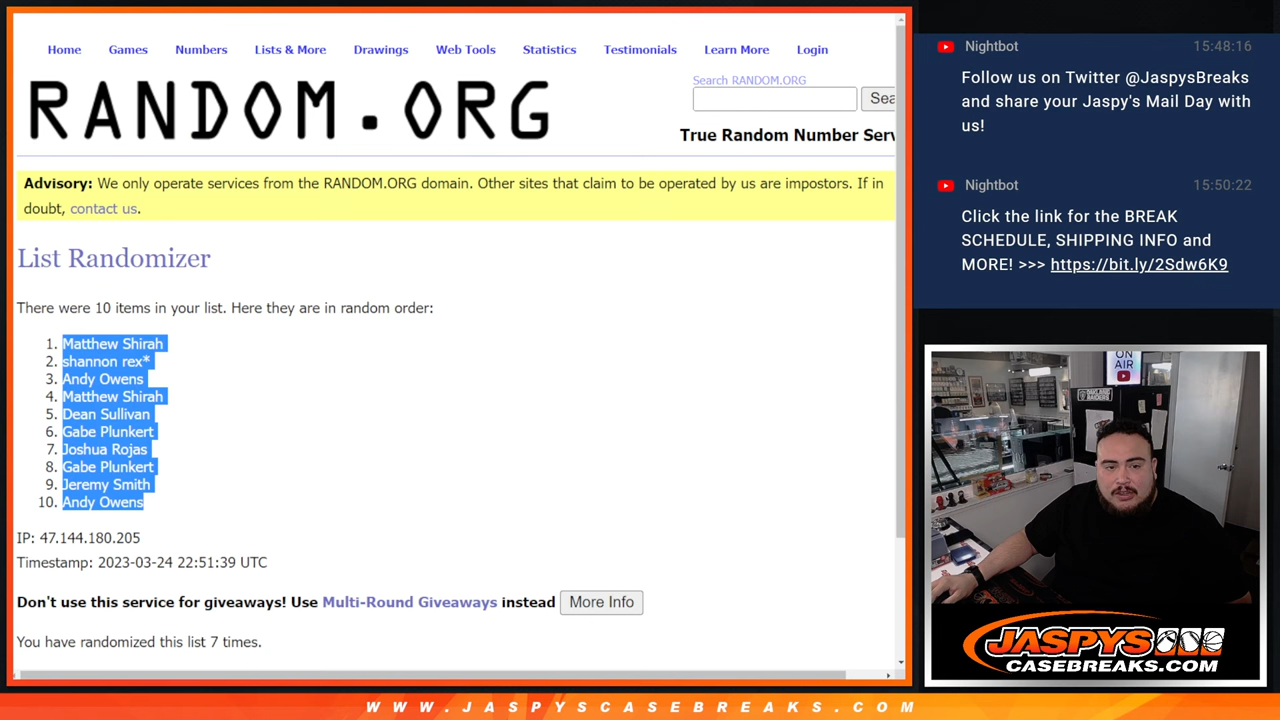 Home Games Numbers Lists & More Drawings Web Tools Statistics Testimonials Learn More Login
RANDOM.ORG
Search RANDOM.ORG
Sea
True Random Number Serv
Advisory: We only operate services from the RANDOM.ORG domain. Other sites that claim to be operated by us are impostors. If in
doubt, contact us.
List Randomizer
There were 10 items in your list. Here they are in random order:
1. Matthew Shirah
2. shannon rex*
3. Andy Owens
4. Matthew Shirah
5. Dean Sullivan
6. Gabe Plunkert
7. Joshua Rojas
8. Gabe Plunkert
9. Jeremy Smith
10. Andy Owens
IP: 47.144.180.205
Timestamp: 2023-03-24 22:51:39 UTC
Don't use this service for giveaways! Use Multi-Round Giveaways instead More Info
You have randomized this list 7 times.
Nightbot 15:48:16
Follow us on Twitter @JaspysBreaks
and share your Jaspy's Mail Day with
us!
Nightbot 15:50:22
Click the link for the BREAK
SCHEDULE, SHIPPING INFO and
MORE! >>> https://bit.ly/2Sdw6K9
ON
AIR
JASPYS
CASEBREAKS.COM
WWW.JASPYSCASEBREAKS.COM